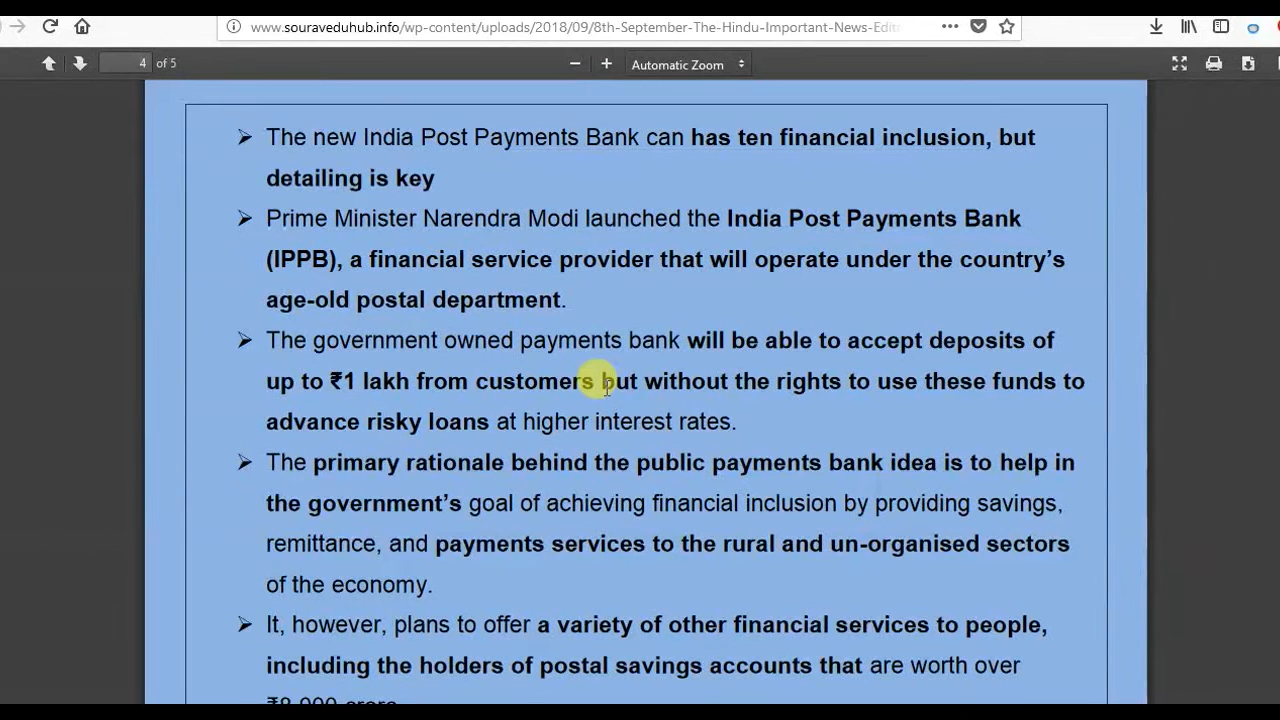 www.souraveduhub.info/wp-content/uploads/2018/09/8th-September-The-Hindu-Important-News-Edit
4 of 5
Automatic Zoom
The new India Post Payments Bank can has ten financial inclusion, but
detailing is key
Prime Minister Narendra Modi launched the India Post Payments Bank
(IPPB), a financial service provider that will operate under the country's
age-old postal department.
The government owned payments bank will be able to accept deposits of
up to ₹1 lakh from customers but without the rights to use these funds to
advance risky loans at higher interest rates.
The primary rationale behind the public payments bank idea is to help in
the government's goal of achieving financial inclusion by providing savings,
remittance, and payments services to the rural and un-organised sectors
of the economy.
It, however, plans to offer a variety of other financial services to people,
including the holders of postal savings accounts that are worth over